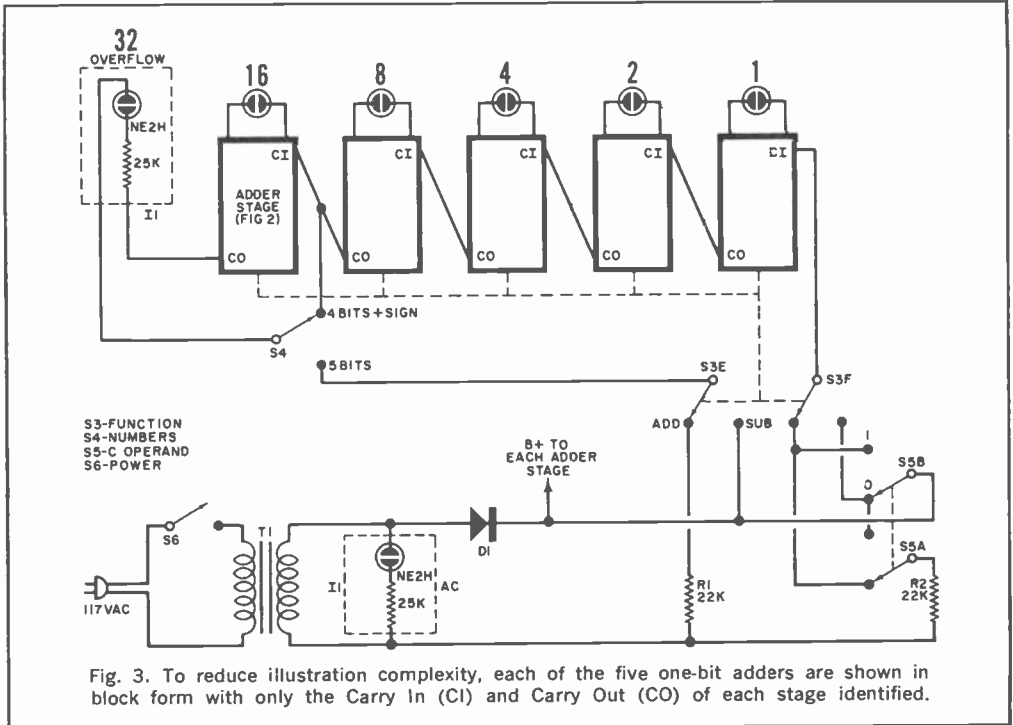 32
OVERFLOW
16
8
4
2
1
NE2H
25K
I1
CI
CI
CI
CI
CI
ADDER
STAGE
(FIG 2)
CO
CO
CO
CO
CO
4 BITS + SIGN
S4
5 BITS
S3E
S3F
ADD
SUB
S3-FUNCTION
S4-NUMBERS
S5-C OPERAND
S6-POWER
B+ TO
EACH ADDER
STAGE
I
S5B
O
S6
T1
D1
S5A
NE2H
I1
AC
25K
R1
22K
R2
22K
117VAC
Fig. 3. To reduce illustration complexity, each of the five one-bit adders are shown in
block form with only the Carry In (CI) and Carry Out (CO) of each stage identified.